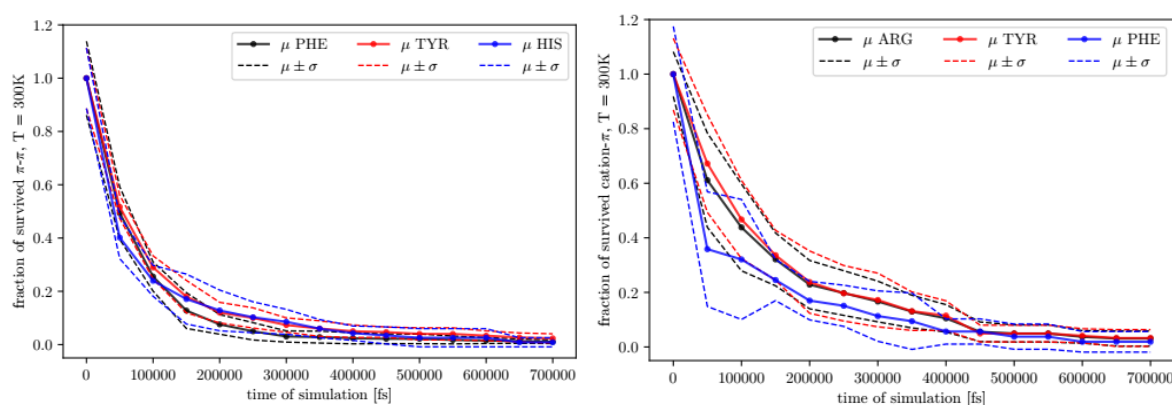 fraction of survived π-π, T = 300K
1.2
1.0
0.8
0.6
0.4
0.2
0.0
μ PHE μ TYR μ HIS
μ ± σ μ ± σ μ ± σ
0 100000 200000 300000 400000 500000 600000 700000
time of simulation [fs]
fraction of survived cation-π, T = 300K
1.2
1.0
0.8
0.6
0.4
0.2
0.0
μ ARG μ TYR μ PHE
μ ± σ μ ± σ μ ± σ
0 100000 200000 300000 400000 500000 600000 700000
time of simulation [fs]